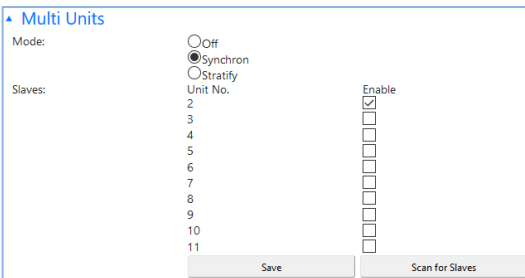 Multi Units
Mode: Off
Synchron
Stratify
Slaves: Unit No. Enable
2
3
4
5
6
7
8
9
10
11
Save Scan for Slaves